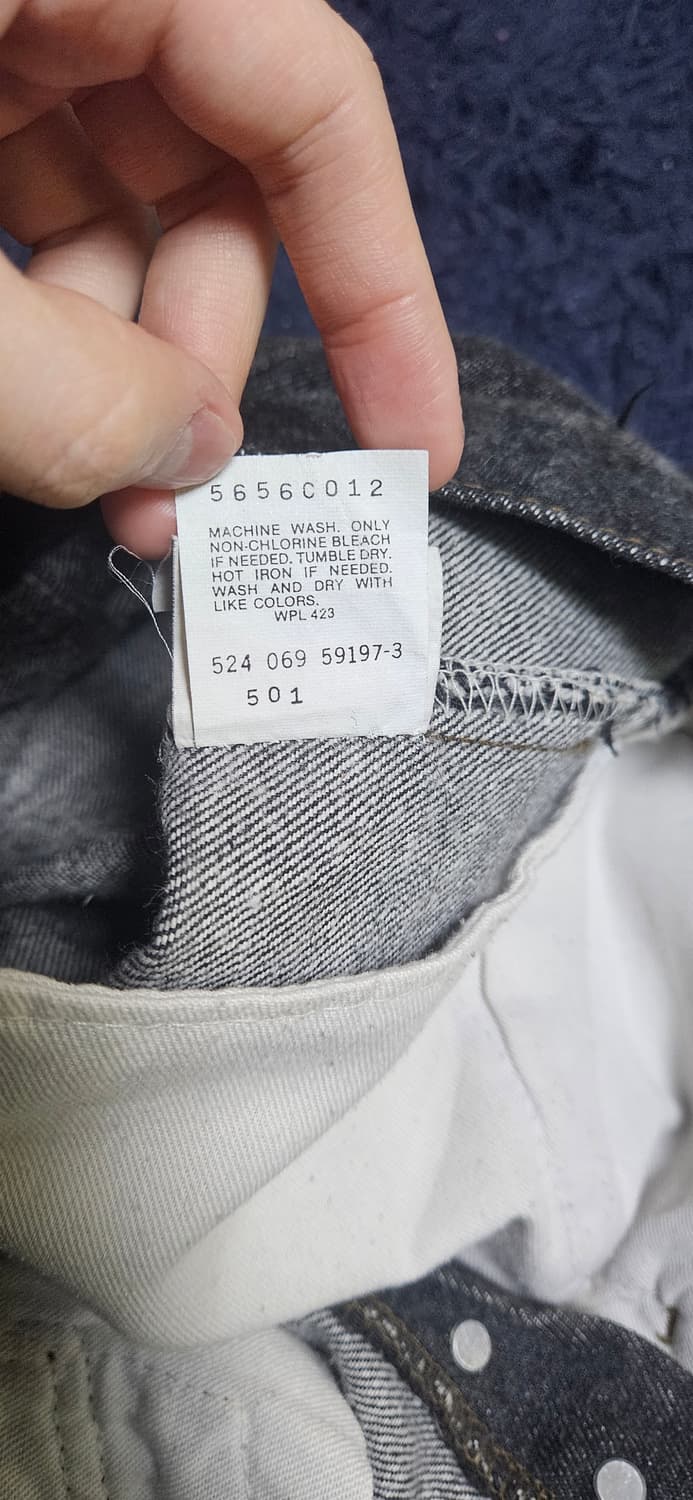 5656C012
MACHINE WASH. ONLY
NON-CHLORINE BLEACH
IF NEEDED. TUMBLE DRY.
HOT IRON IF NEEDED.
WASH AND DRY WITH
LIKE COLORS.
WPL 423
524 069 59197-3
501